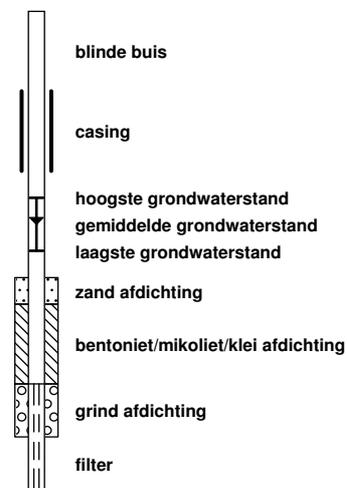 blinde buis
casing
hoogste grondwaterstand
gemiddelde grondwaterstand
laagste grondwaterstand
zand afdichting
bentoniet/mikoliet/klei afdichting
grind afdichting
filter